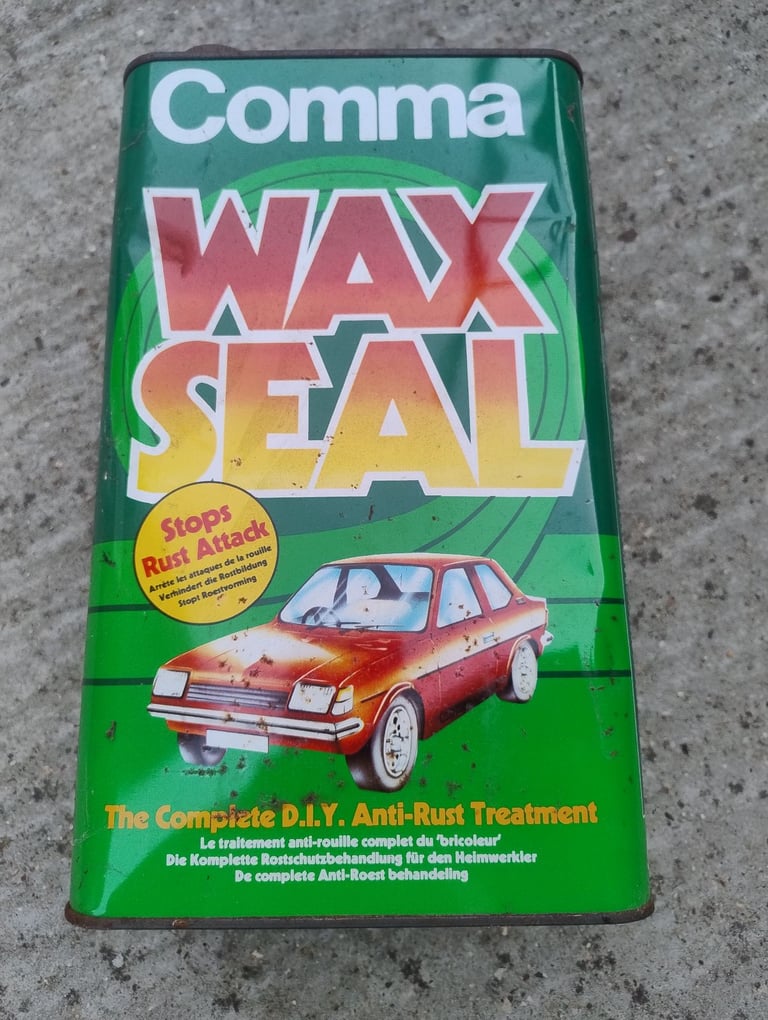 Comma
WAX
SEAL
Stops
Rust Attack
Arrête les attaques de la rouille
Verhindert die Rostbildung
Stopt Roestvorming
The Complete D.I.Y. Anti-Rust Treatment
Le traitement anti-rouille complet du 'bricoleur'
Die Komplette Rostschutzbehandlung für den Heimwerkler
De complete Anti-Roest behandeling